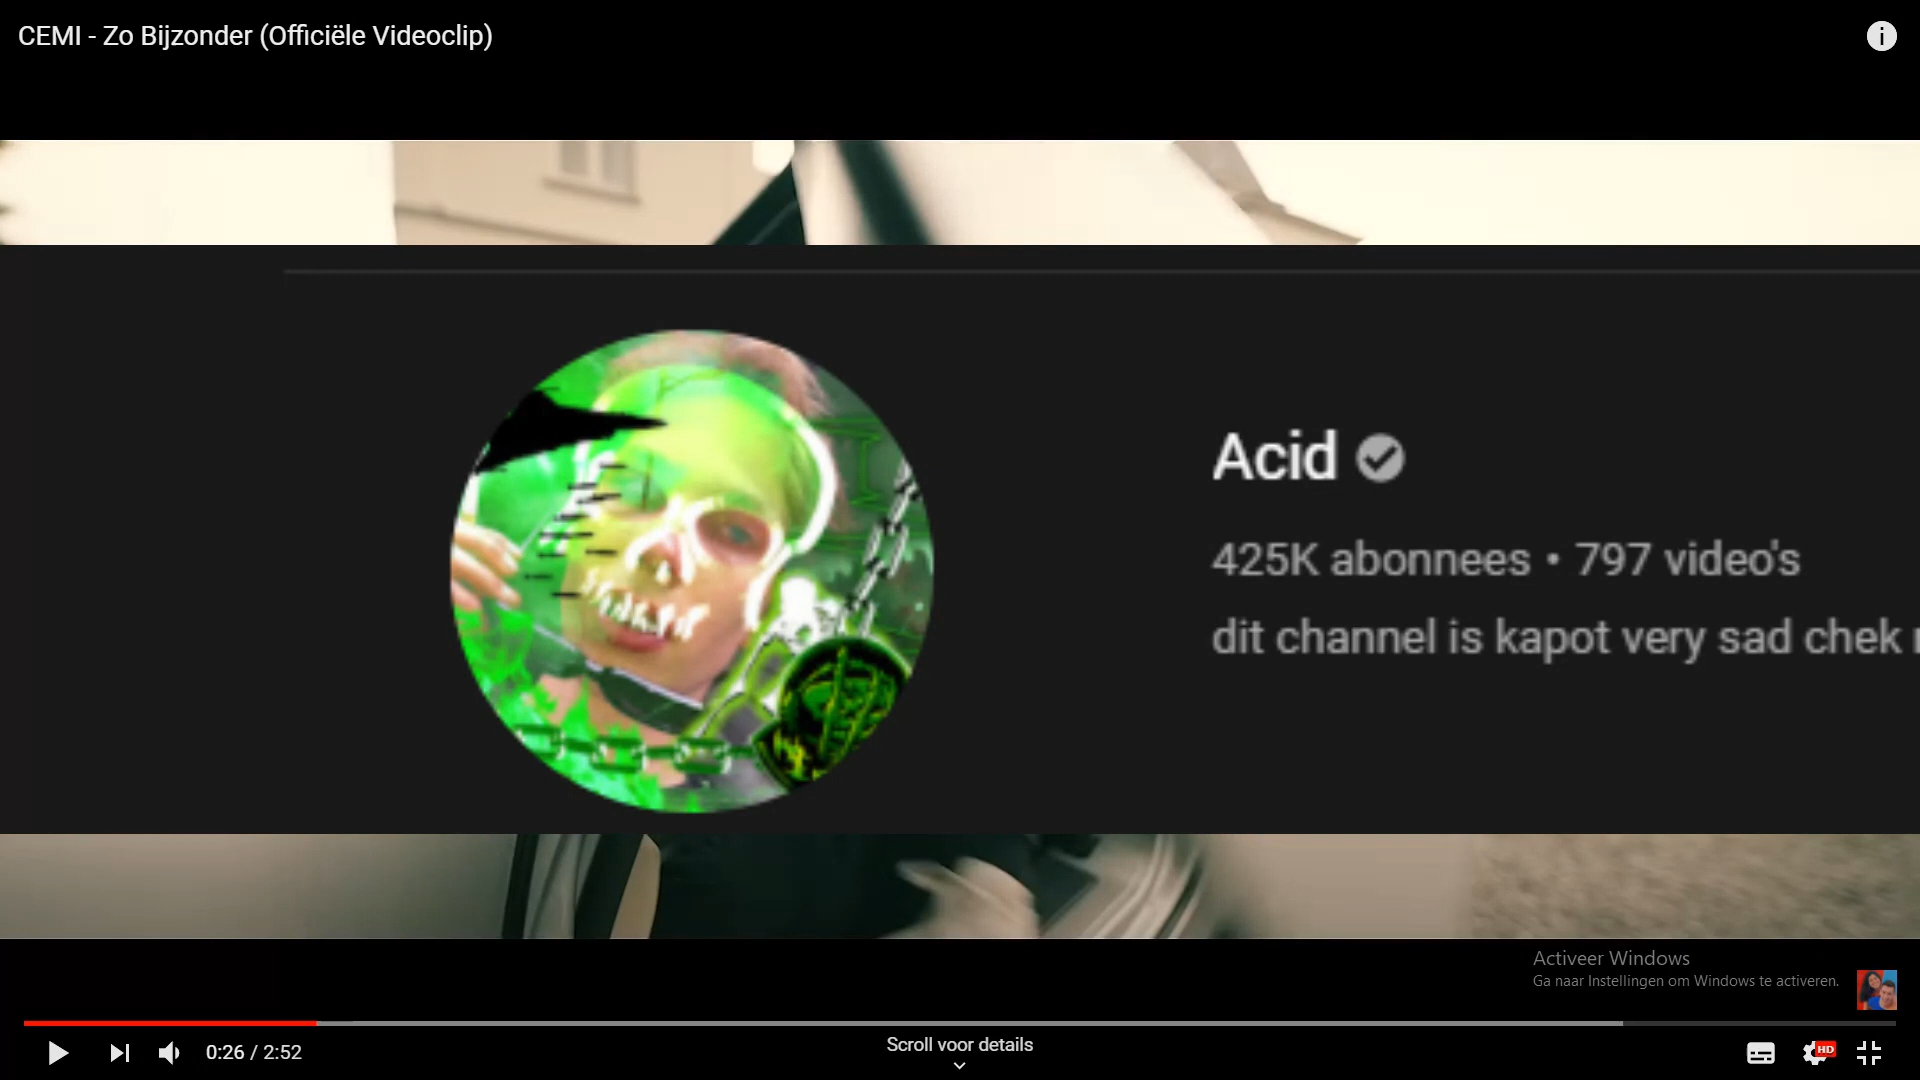 CEMI - Zo Bijzonder (Officiële Videoclip)
Acid
425K abonnees • 797 video's
dit channel is kapot very sad chek
Activeer Windows
Ga naar Instellingen om Windows te activeren.
0:26 / 2:52
Scroll voor details
HD